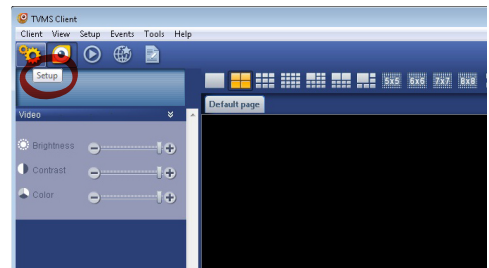 TVMS Client
Client View Setup Events Tools Help
Setup
5x5 6x6 7x7 8x8
Default page
Video
Brightness
Contrast
Color